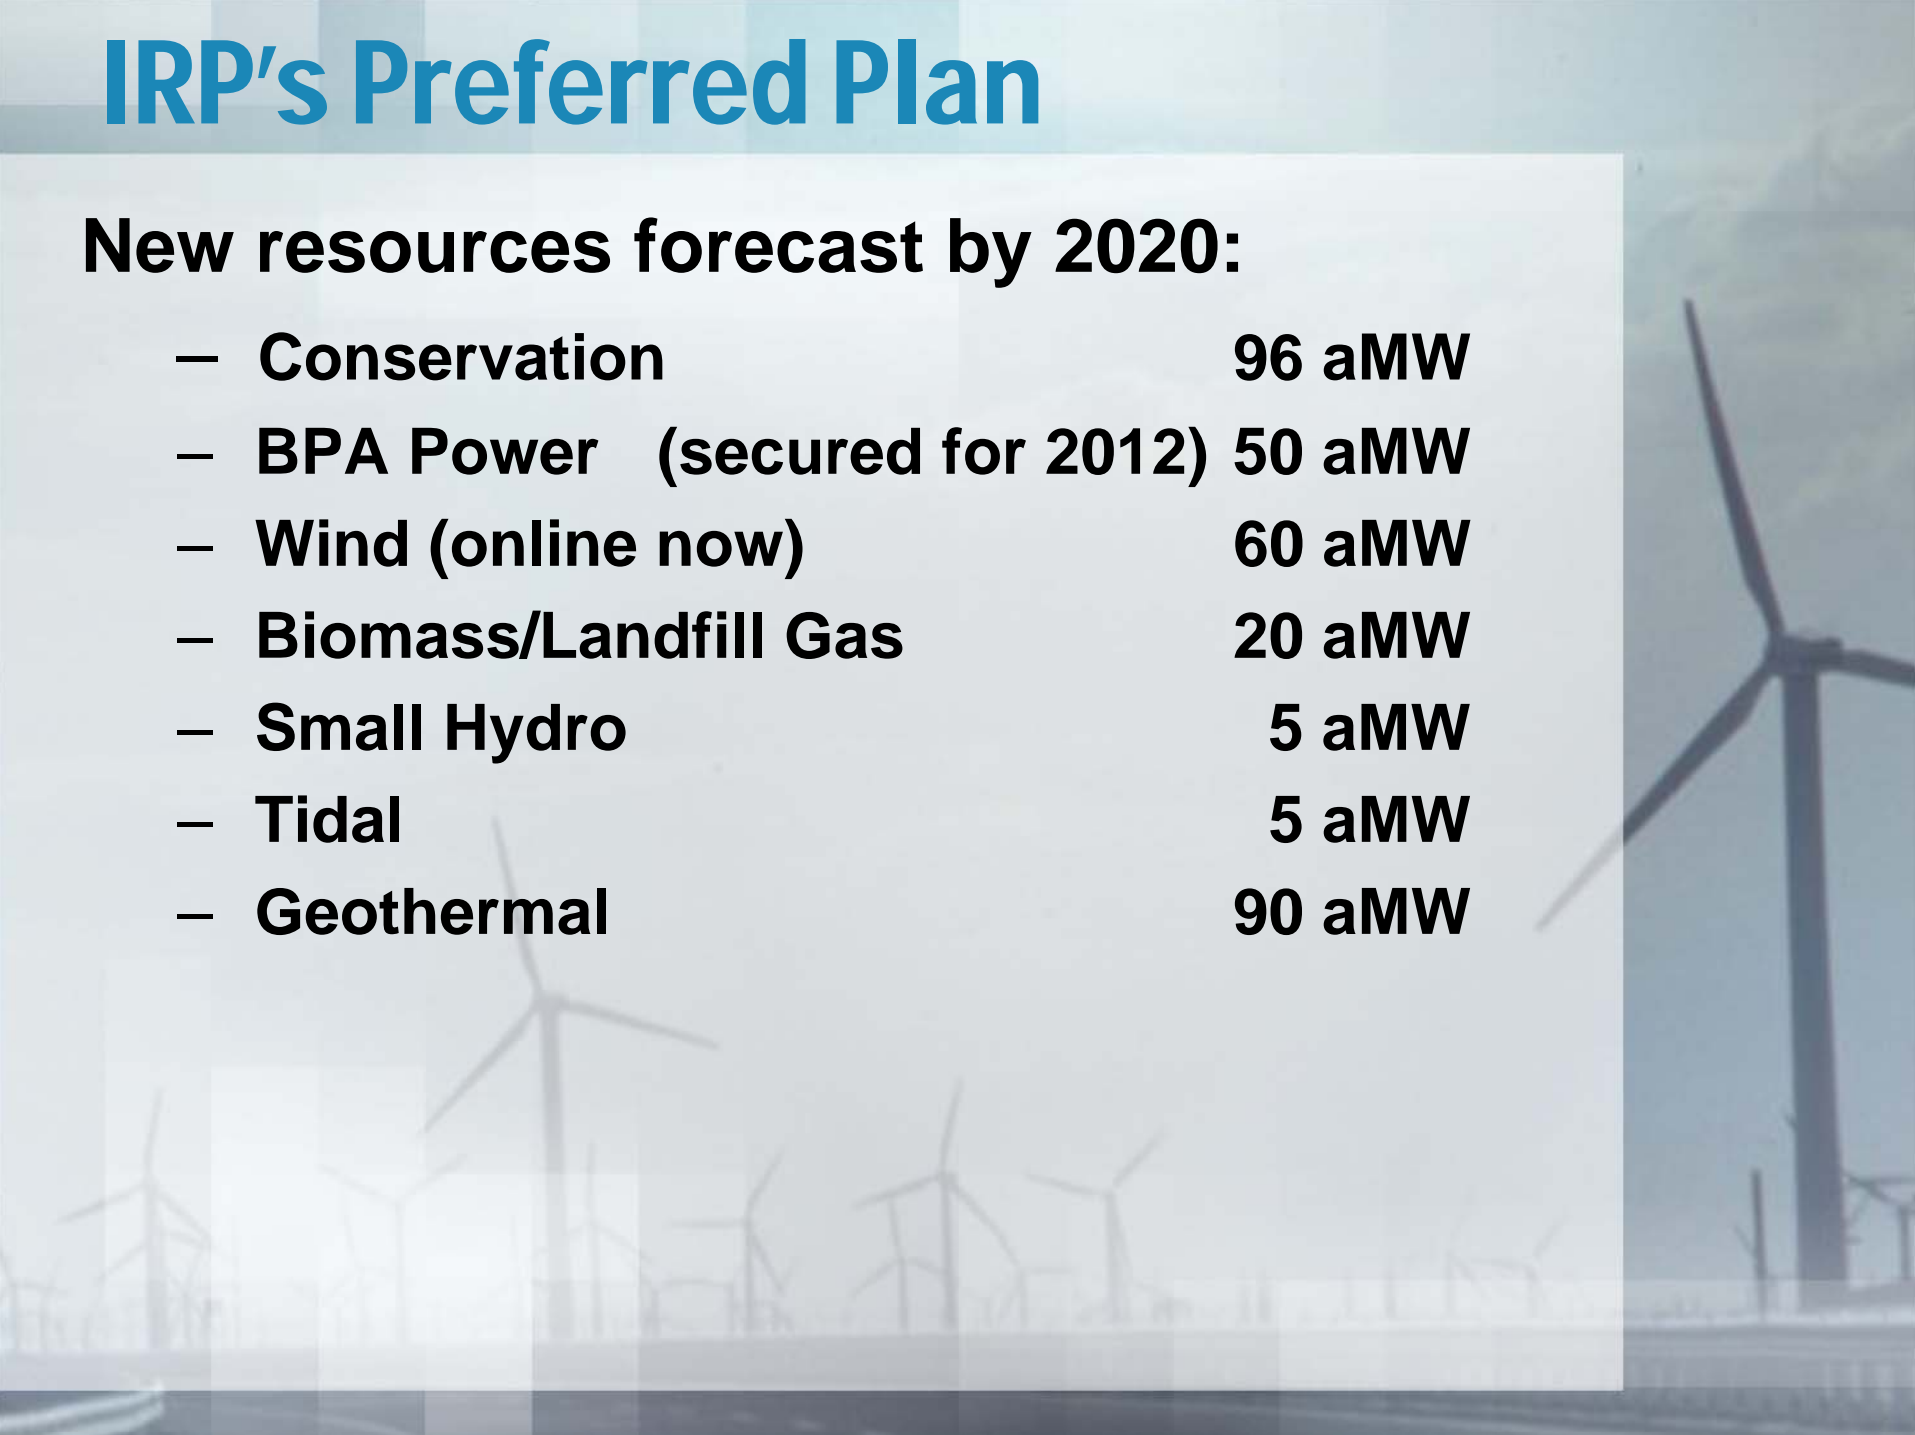 IRP's Preferred Plan
New resources forecast by 2020:
– Conservation 96 aMW
– BPA Power (secured for 2012) 50 aMW
– Wind (online now) 60 aMW
– Biomass/Landfill Gas 20 aMW
– Small Hydro 5 aMW
– Tidal 5 aMW
– Geothermal 90 aMW